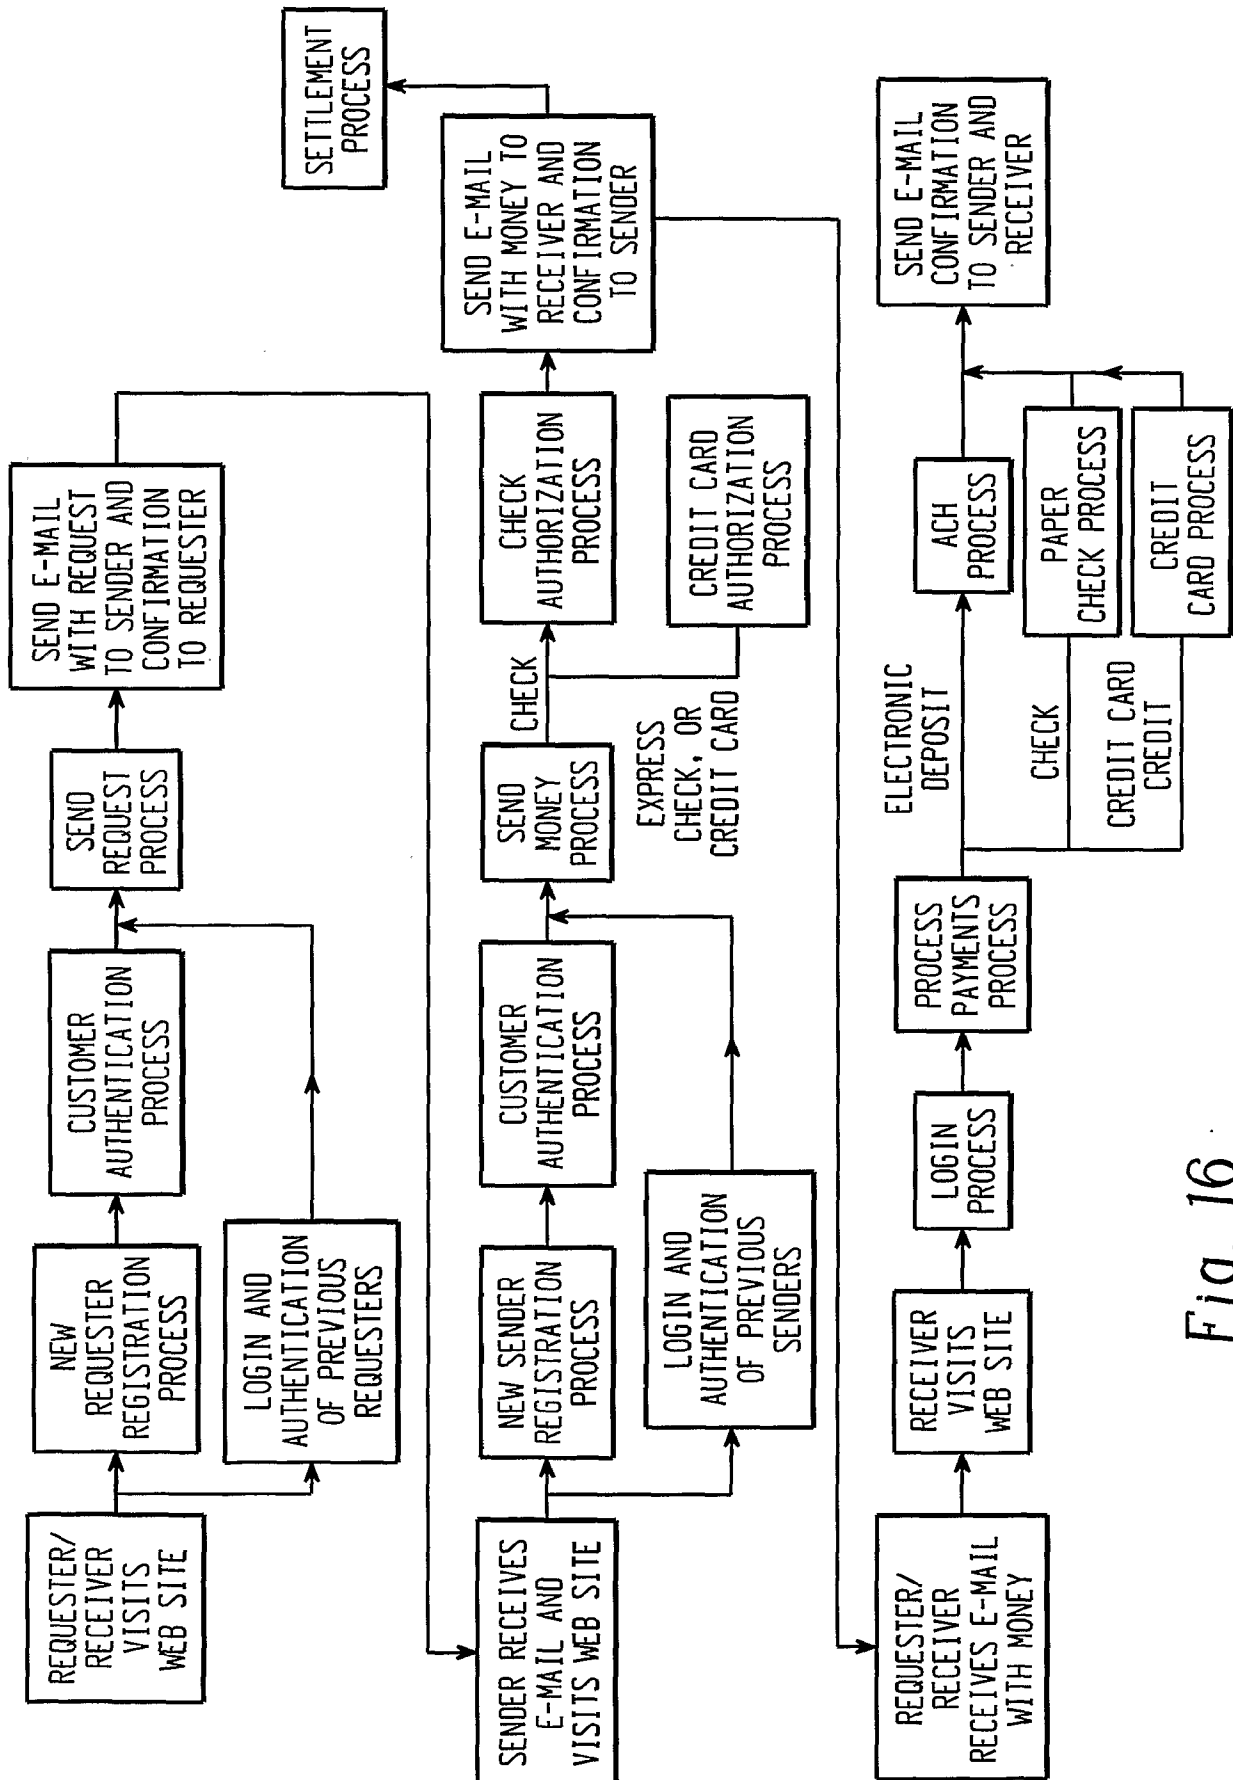 REQUESTER/
RECEIVER
VISITS
WEB SITE
NEW
REQUESTER
REGISTRATION
PROCESS
LOGIN AND
AUTHENTICATION
OF PREVIOUS
REQUESTERS
CUSTOMER
AUTHENTICATION
PROCESS
SEND
REQUEST
PROCESS
SEND E-MAIL
WITH REQUEST
TO SENDER AND
CONFIRMATION
TO REQUESTER
SENDER RECEIVES
E-MAIL AND
VISITS WEB SITE
NEW SENDER
REGISTRATION
PROCESS
LOGIN AND
AUTHENTICATION
OF PREVIOUS
SENDERS
CUSTOMER
AUTHENTICATION
PROCESS
SEND
MONEY
PROCESS
CHECK
EXPRESS
CHECK, OR
CREDIT CARD
CHECK
AUTHORIZATION
PROCESS
CREDIT CARD
AUTHORIZATION
PROCESS
SEND E-MAIL
WITH MONEY TO
RECEIVER AND
CONFIRMATION
TO SENDER
SETTLEMENT
PROCESS
REQUESTER/
RECEIVER
RECEIVES E-MAIL
WITH MONEY
RECEIVER
VISITS
WEB SITE
LOGIN
PROCESS
PROCESS
PAYMENTS
PROCESS
ELECTRONIC
DEPOSIT
CHECK
CREDIT CARD
CREDIT
ACH
PROCESS
PAPER
CHECK PROCESS
CREDIT
CARD PROCESS
SEND E-MAIL
CONFIRMATION
TO SENDER AND
RECEIVER
Fig. 16